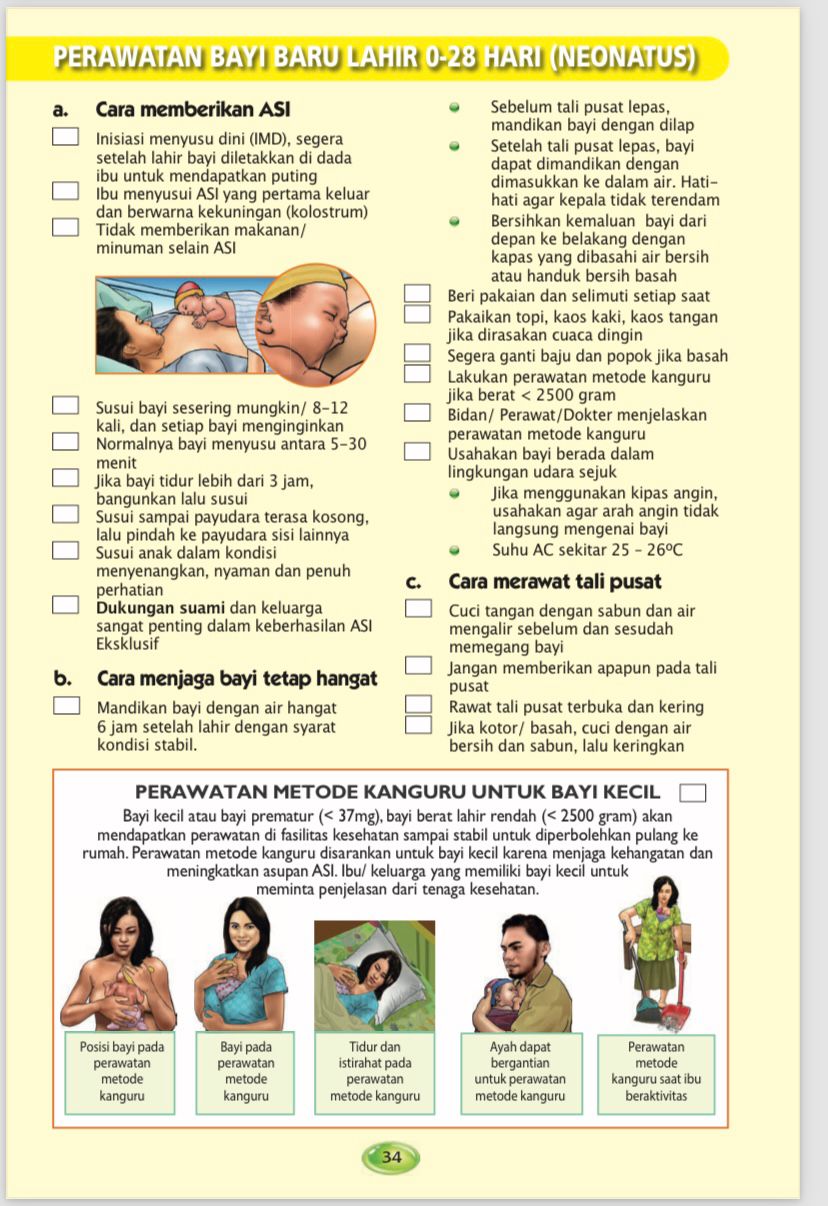 PERAWATAN BAYI BARU LAHIR 0-28 HARI (NEONATUS)
a. Cara memberikan ASI
Inisiasi menyusu dini (IMD), segera
setelah lahir bayi diletakkan di dada
ibu untuk mendapatkan puting
Ibu menyusui ASI yang pertama keluar
dan berwarna kekuningan (kolostrum)
Tidak memberikan makanan/
minuman selain ASI
Susui bayi sesering mungkin/ 8-12
kali, dan setiap bayi menginginkan
Normalnya bayi menyusu antara 5-30
menit
Jika bayi tidur lebih dari 3 jam,
bangunkan lalu susui
Susui sampai payudara terasa kosong,
lalu pindah ke payudara sisi lainnya
Susui anak dalam kondisi
menyenangkan, nyaman dan penuh
perhatian
Dukungan suami dan keluarga
sangat penting dalam keberhasilan ASI
Eksklusif
b. Cara menjaga bayi tetap hangat
Mandikan bayi dengan air hangat
6 jam setelah lahir dengan syarat
kondisi stabil.
Sebelum tali pusat lepas,
mandikan bayi dengan dilap
Setelah tali pusat lepas, bayi
dapat dimandikan dengan
dimasukkan ke dalam air. Hati-
hati agar kepala tidak terendam
Bersihkan kemaluan bayi dari
depan ke belakang dengan
kapas yang dibasahi air bersih
atau handuk bersih basah
Beri pakaian dan selimuti setiap saat
Pakaikan topi, kaos kaki, kaos tangan
jika dirasakan cuaca dingin
Segera ganti baju dan popok jika basah
Lakukan perawatan metode kanguru
jika berat < 2500 gram
Bidan/ Perawat/Dokter menjelaskan
perawatan metode kanguru
Usahakan bayi berada dalam
lingkungan udara sejuk
Jika menggunakan kipas angin,
usahakan agar arah angin tidak
langsung mengenai bayi
Suhu AC sekitar 25 - 26ºC
c. Cara merawat tali pusat
Cuci tangan dengan sabun dan air
mengalir sebelum dan sesudah
memegang bayi
Jangan memberikan apapun pada tali
pusat
Rawat tali pusat terbuka dan kering
Jika kotor/ basah, cuci dengan air
bersih dan sabun, lalu keringkan
PERAWATAN METODE KANGURU UNTUK BAYI KECIL
Bayi kecil atau bayi prematur (< 37mg), bayi berat lahir rendah (< 2500 gram) akan
mendapatkan perawatan di fasilitas kesehatan sampai stabil untuk diperbolehkan pulang ke
rumah. Perawatan metode kanguru disarankan untuk bayi kecil karena menjaga kehangatan dan
meningkatkan asupan ASI. Ibu/ keluarga yang memiliki bayi kecil untuk
meminta penjelasan dari tenaga kesehatan.
Posisi bayi pada
perawatan
metode
kanguru
Bayi pada
perawatan
metode
kanguru
Tidur dan
istirahat pada
perawatan
metode kanguru
Ayah dapat
bergantian
untuk perawatan
metode kanguru
Perawatan
metode
kanguru saat ibu
beraktivitas
34